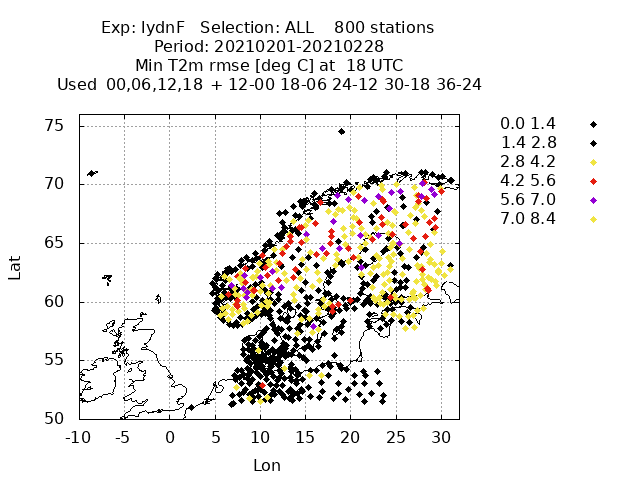 Exp: IydnF   Selection: ALL    800 stations
Period: 20210201-20210228
Min T2m rmse [deg C] at  18 UTC
Used  00,06,12,18  + 12-00 18-06 24-12 30-18 36-24
75
70
65
60
55
50
Lat
-10 -5 0 5 10 15 20 25 30
Lon
0.0 1.4
1.4 2.8
2.8 4.2
4.2 5.6
5.6 7.0
7.0 8.4